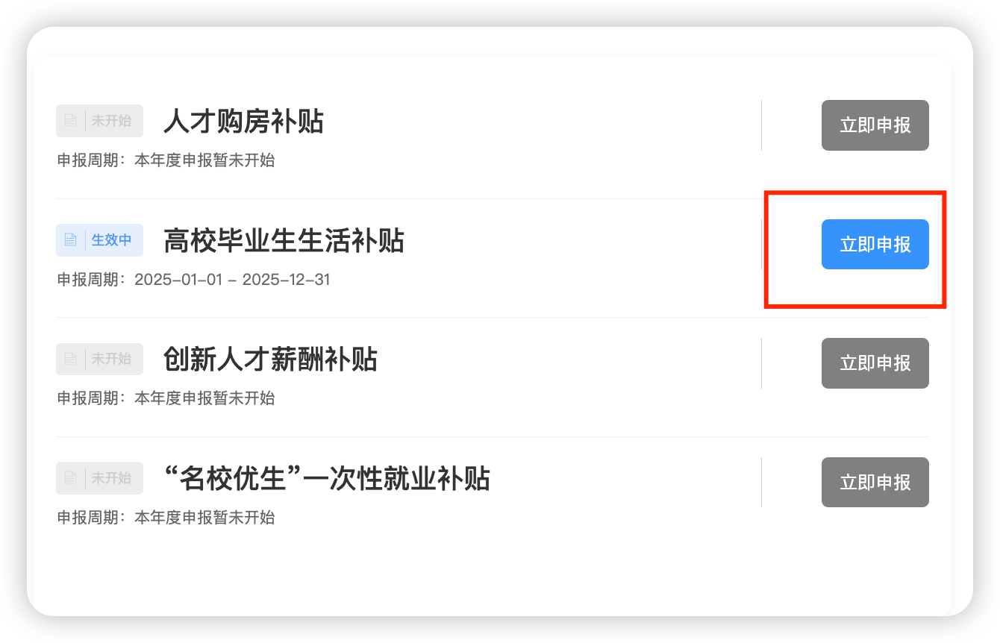 未开始 人才购房补贴 立即申报
申报周期：本年度申报暂未开始
生效中 高校毕业生生活补贴 立即申报
申报周期：2025-01-01 - 2025-12-31
未开始 创新人才薪酬补贴 立即申报
申报周期：本年度申报暂未开始
未开始 “名校优生”一次性就业补贴 立即申报
申报周期：本年度申报暂未开始